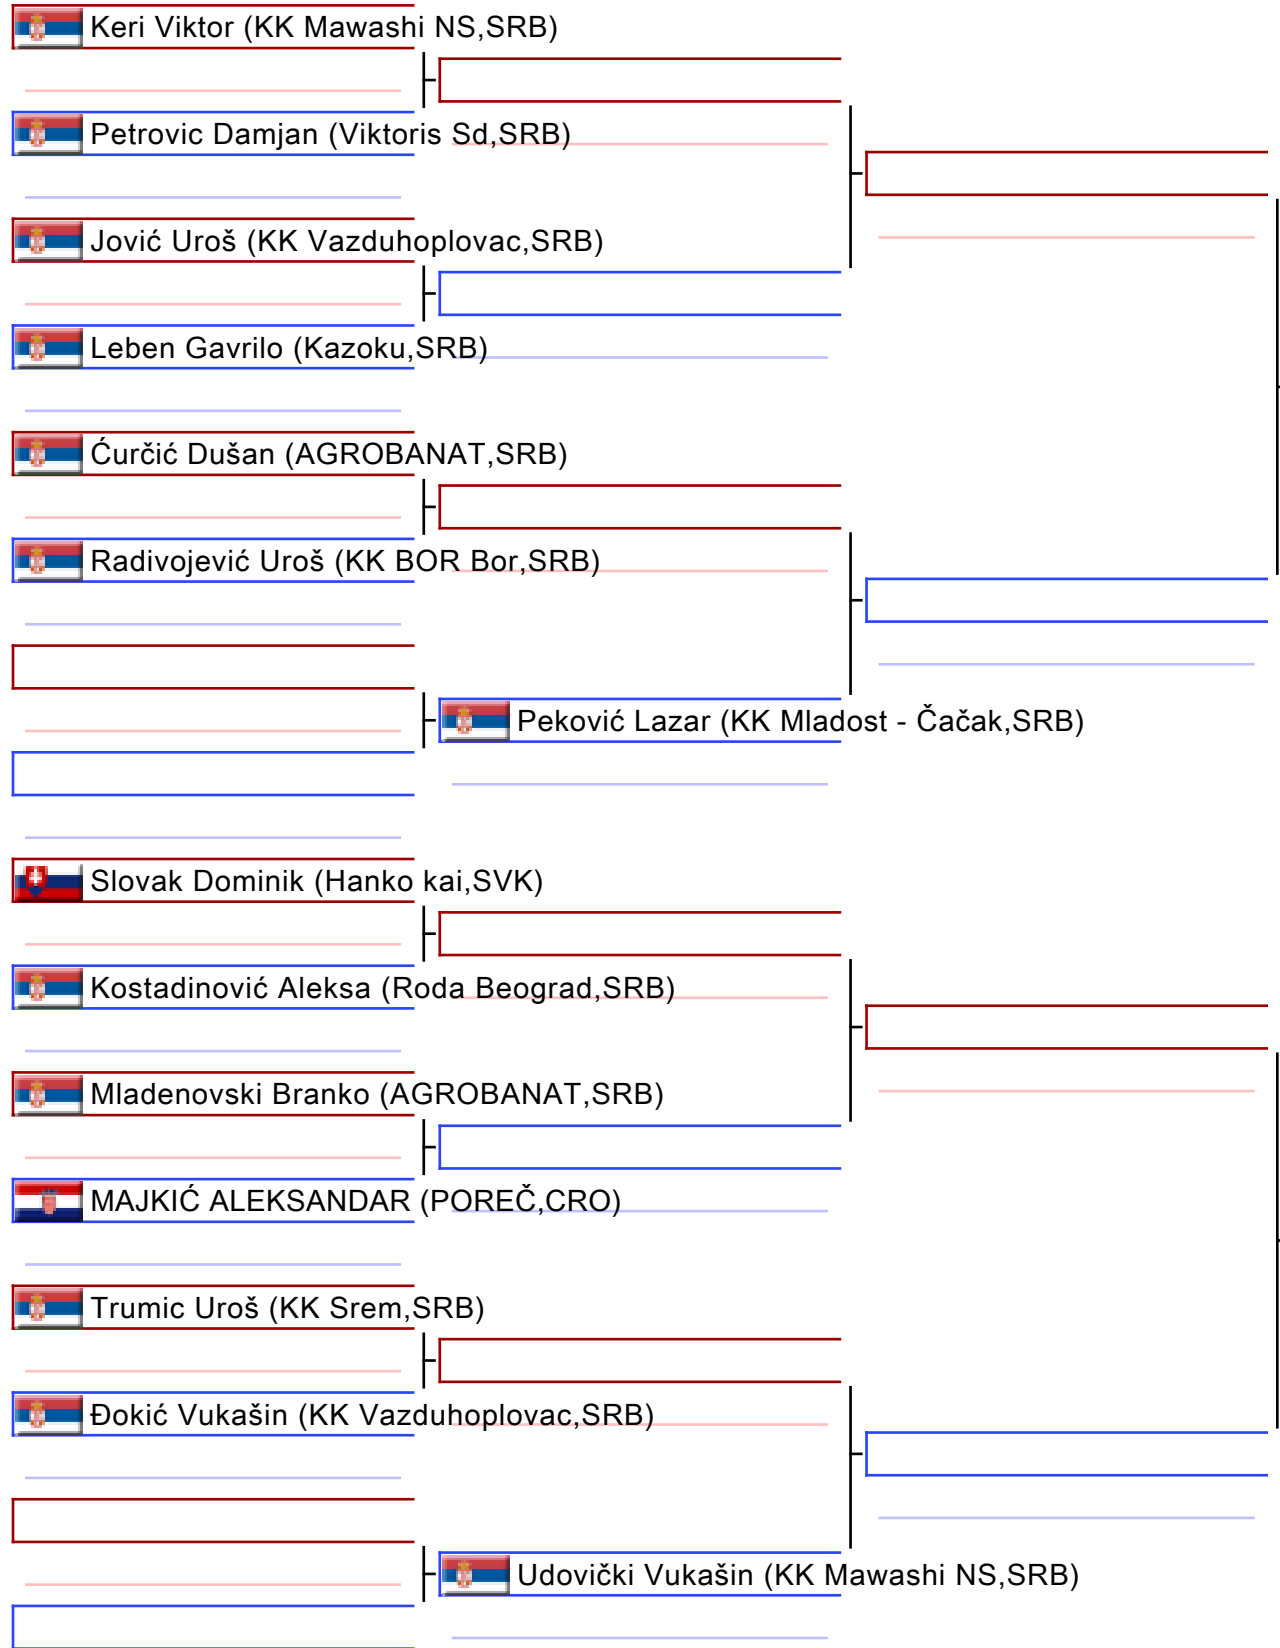 Keri Viktor (KK Mawashi NS,SRB)
Petrovic Damjan (Viktoris Sd,SRB)
Jović Uroš (KK Vazduhoplovac,SRB)
Leben Gavrilo (Kazoku,SRB)
Ćurčić Dušan (AGROBANAT,SRB)
Radivojević Uroš (KK BOR Bor,SRB)
Peković Lazar (KK Mladost - Čačak,SRB)
Slovak Dominik (Hanko kai,SVK)
Kostadinović Aleksa (Roda Beograd,SRB)
Mladenovski Branko (AGROBANAT,SRB)
MAJKIĆ ALEKSANDAR (POREČ,CRO)
Trumic Uroš (KK Srem,SRB)
Đokić Vukašin (KK Vazduhoplovac,SRB)
Udovički Vukašin (KK Mawashi NS,SRB)